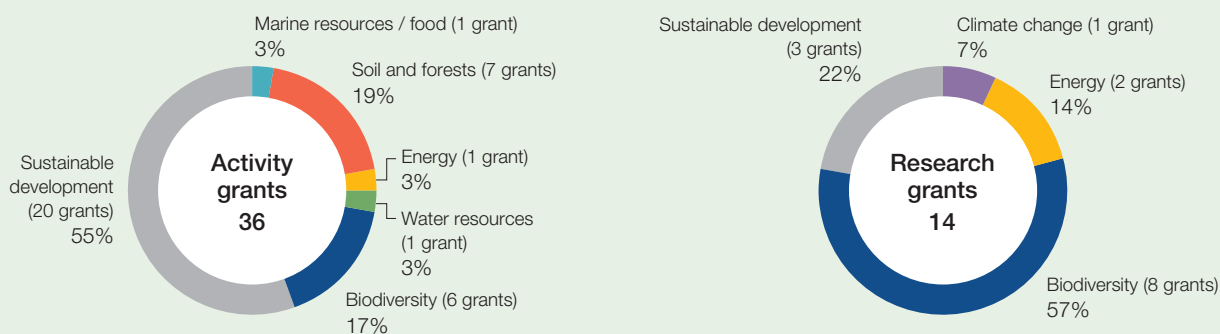 Marine resources / food (1 grant)
3%
Soil and forests (7 grants)
19%
Energy (1 grant)
3%
Water resources
(1 grant)
3%
Biodiversity (6 grants)
17%
Sustainable
development
(20 grants)
55%
Activity
grants
36
Sustainable development
(3 grants)
22%
Climate change (1 grant)
7%
Energy (2 grants)
14%
Biodiversity (8 grants)
57%
Research
grants
14